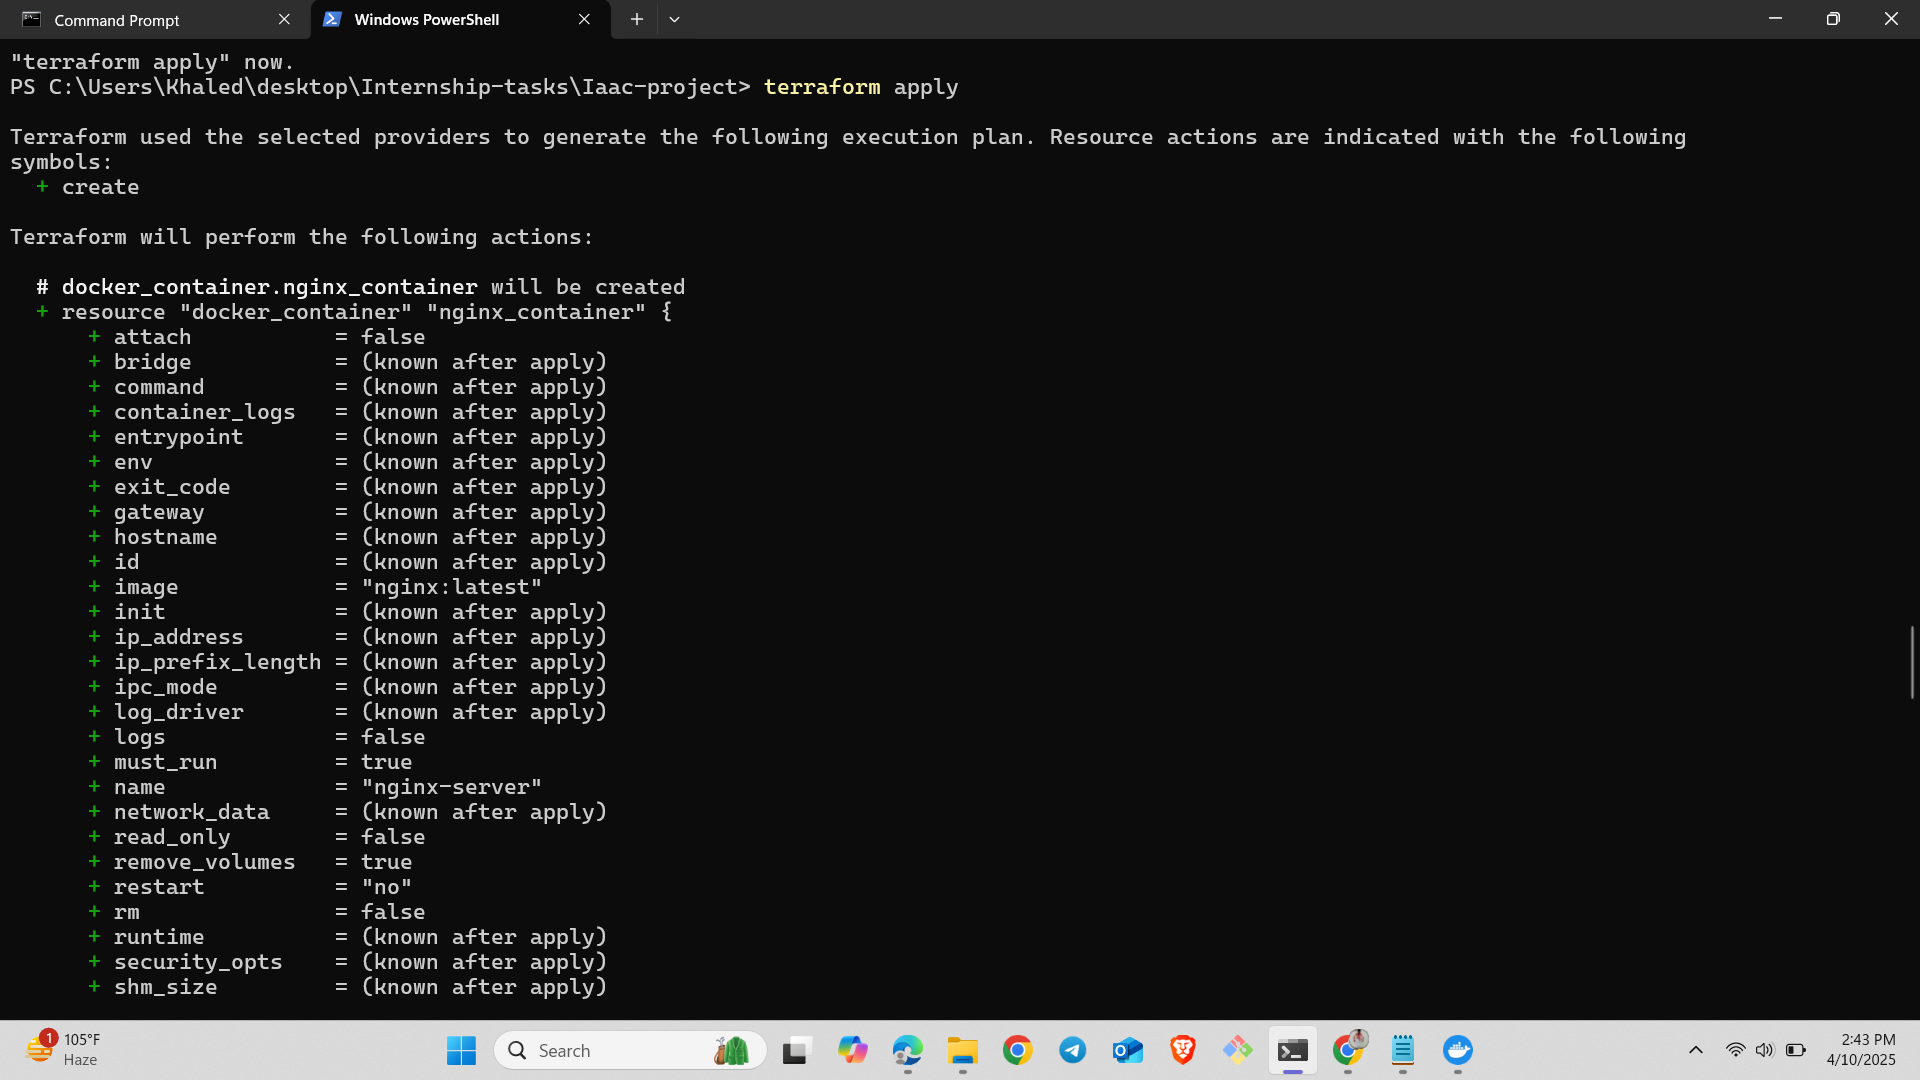 Command Prompt
Windows PowerShell
"terraform apply" now.
PS C:\Users\Khaled\desktop\Internship-tasks\Iaac-project> terraform apply
Terraform used the selected providers to generate the following execution plan. Resource actions are indicated with the following
symbols:
+ create
Terraform will perform the following actions:
# docker_container.nginx_container will be created
+ resource "docker_container" "nginx_container" {
+ attach = false
+ bridge = (known after apply)
+ command = (known after apply)
+ container_logs = (known after apply)
+ entrypoint = (known after apply)
+ env = (known after apply)
+ exit_code = (known after apply)
+ gateway = (known after apply)
+ hostname = (known after apply)
+ id = (known after apply)
+ image = "nginx:latest"
+ init = (known after apply)
+ ip_address = (known after apply)
+ ip_prefix_length = (known after apply)
+ ipc_mode = (known after apply)
+ log_driver = (known after apply)
+ logs = false
+ must_run = true
+ name = "nginx-server"
+ network_data = (known after apply)
+ read_only = false
+ remove_volumes = true
+ restart = "no"
+ rm = false
+ runtime = (known after apply)
+ security_opts = (known after apply)
+ shm_size = (known after apply)
1
105°F
Haze
Search
2:43 PM
4/10/2025